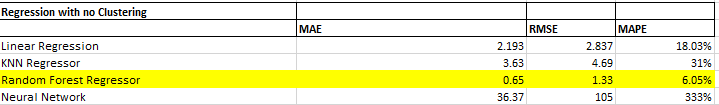 Regression with no Clustering
MAE RMSE MAPE
Linear Regression 2.193 2.837 18.03%
KNN Regressor 3.63 4.69 31%
Random Forest Regressor 0.65 1.33 6.05%
Neural Network 36.37 105 333%